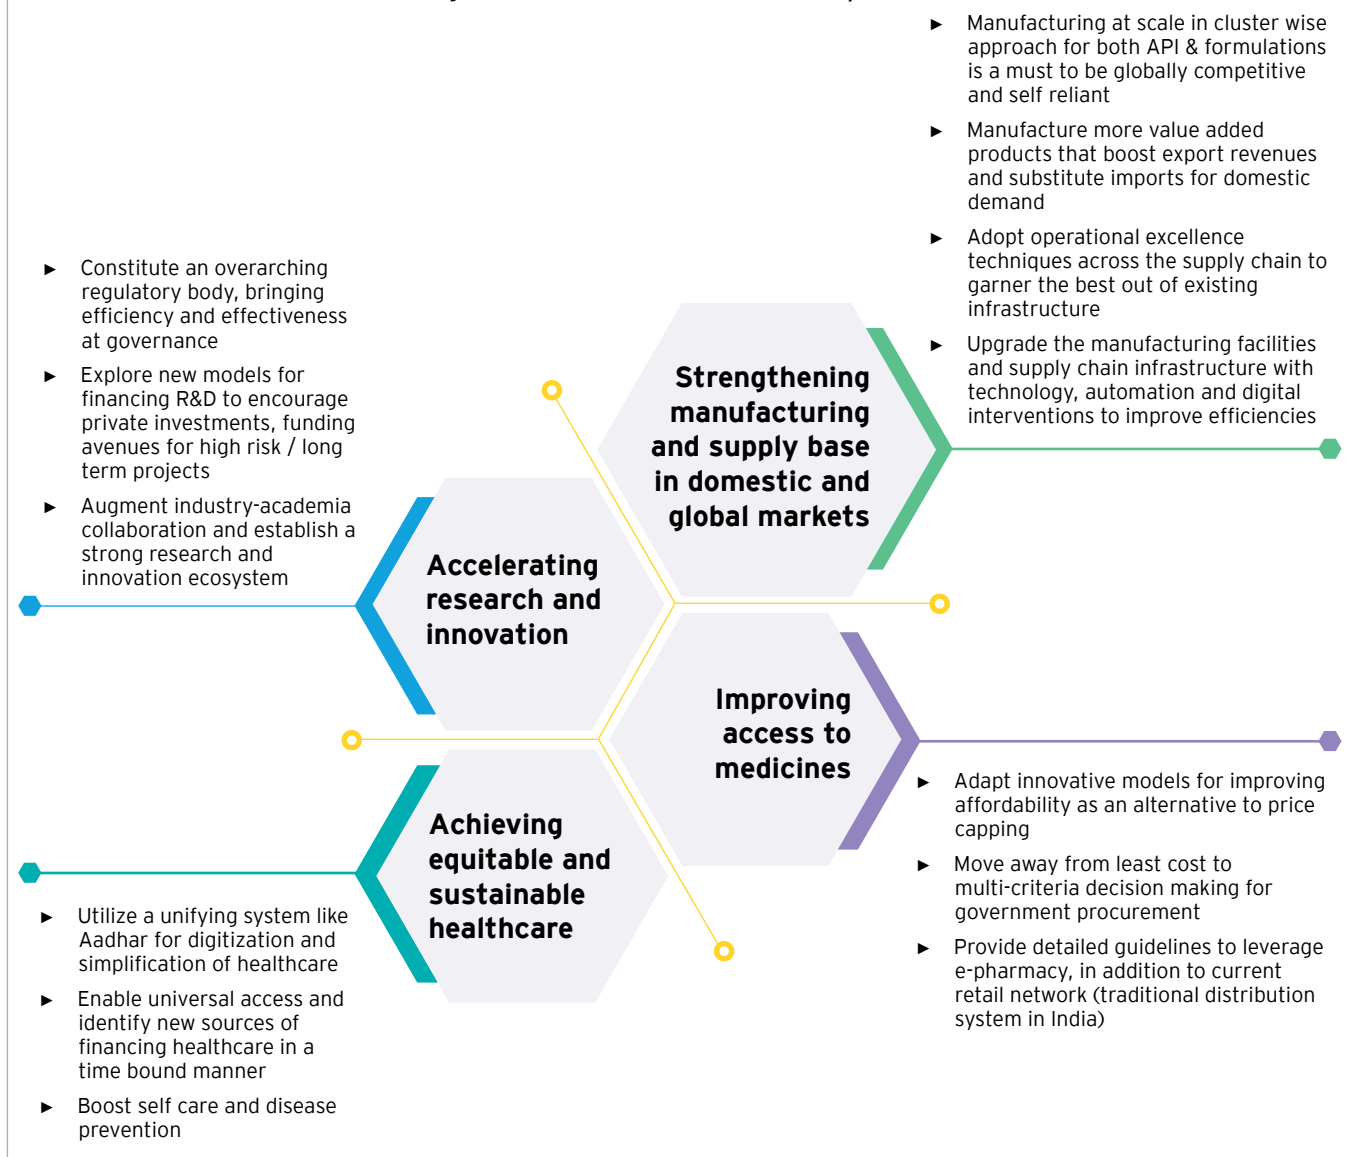 ► Manufacturing at scale in cluster wise
approach for both API & formulations
is a must to be globally competitive
and self reliant
► Manufacture more value added
products that boost export revenues
and substitute imports for domestic
demand
► Adopt operational excellence
techniques across the supply chain to
garner the best out of existing
infrastructure
► Upgrade the manufacturing facilities
and supply chain infrastructure with
technology, automation and digital
interventions to improve efficiencies
Strengthening
manufacturing
and supply base
in domestic and
global markets
► Constitute an overarching
regulatory body, bringing
efficiency and effectiveness
at governance
► Explore new models for
financing R&D to encourage
private investments, funding
avenues for high risk / long
term projects
► Augment industry-academia
collaboration and establish a
strong research and
innovation ecosystem
Accelerating
research and
innovation
Improving
access to
medicines
► Adapt innovative models for improving
affordability as an alternative to price
capping
► Move away from least cost to
multi-criteria decision making for
government procurement
► Provide detailed guidelines to leverage
e-pharmacy, in addition to current
retail network (traditional distribution
system in India)
Achieving
equitable and
sustainable
healthcare
► Utilize a unifying system like
Aadhar for digitization and
simplification of healthcare
► Enable universal access and
identify new sources of
financing healthcare in a
time bound manner
► Boost self care and disease
prevention